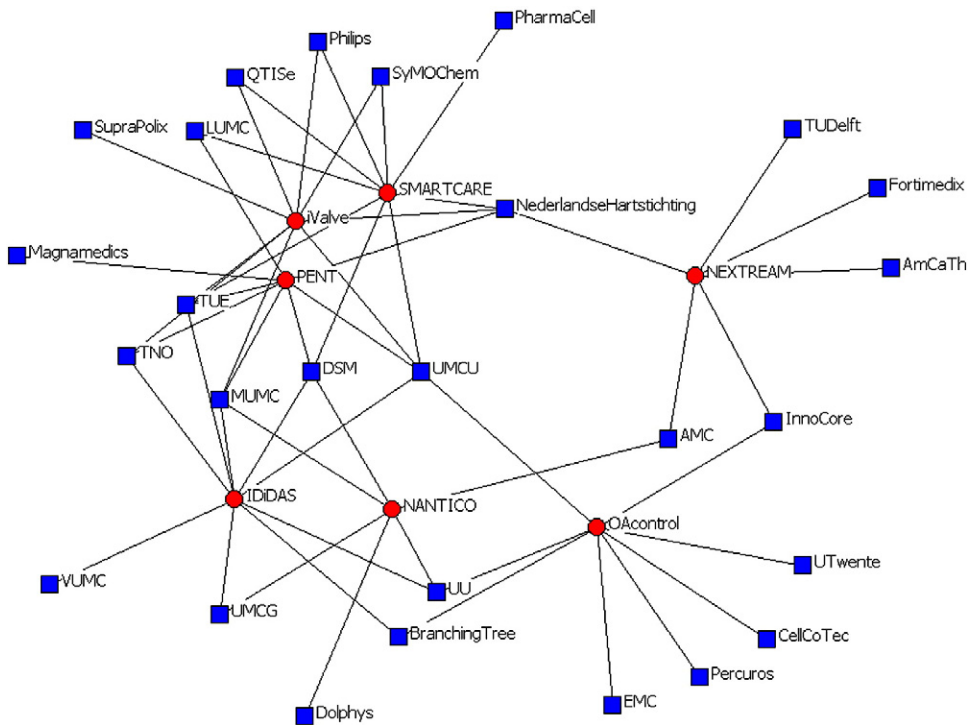 PharmaCell
Philips
QTISe
SyMOChem
SupraPolix
LUMC
TUDelft
SMARTCARE
Fortimedix
NederlandseHartstichting
iValve
Magnamedics
PENT
NEXTREAM
AmCaTh
TUE
TNO
DSM
UMCU
MUMC
InnoCore
AMC
IDiDAS
NANTICO
OAcontrol
UTwente
VUMC
UU
UMCG
BranchingTree
CellCoTec
Percuros
EMC
Dolphys